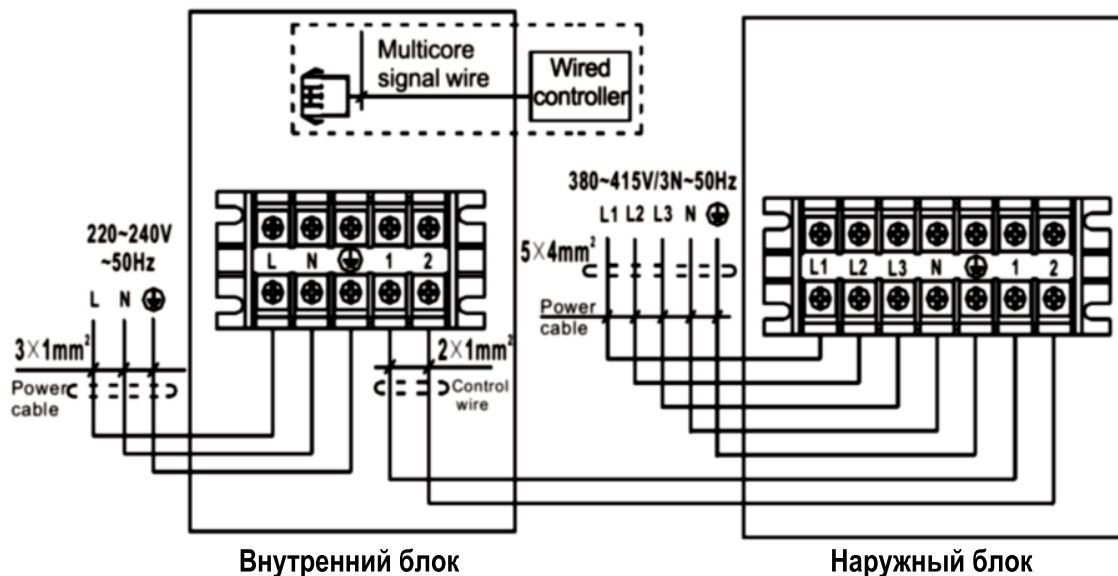 Multicore
signal wire
Wired
controller
380~415V/3N~50Hz
L1 L2 L3 N
5X4mm²
Power
cable
220~240V
~50Hz
L N
3X1mm²
Power
cable
L N 1 2
2X1mm²
Control
wire
L1 L2 L3 N 1 2
Внутренний блок
Наружный блок